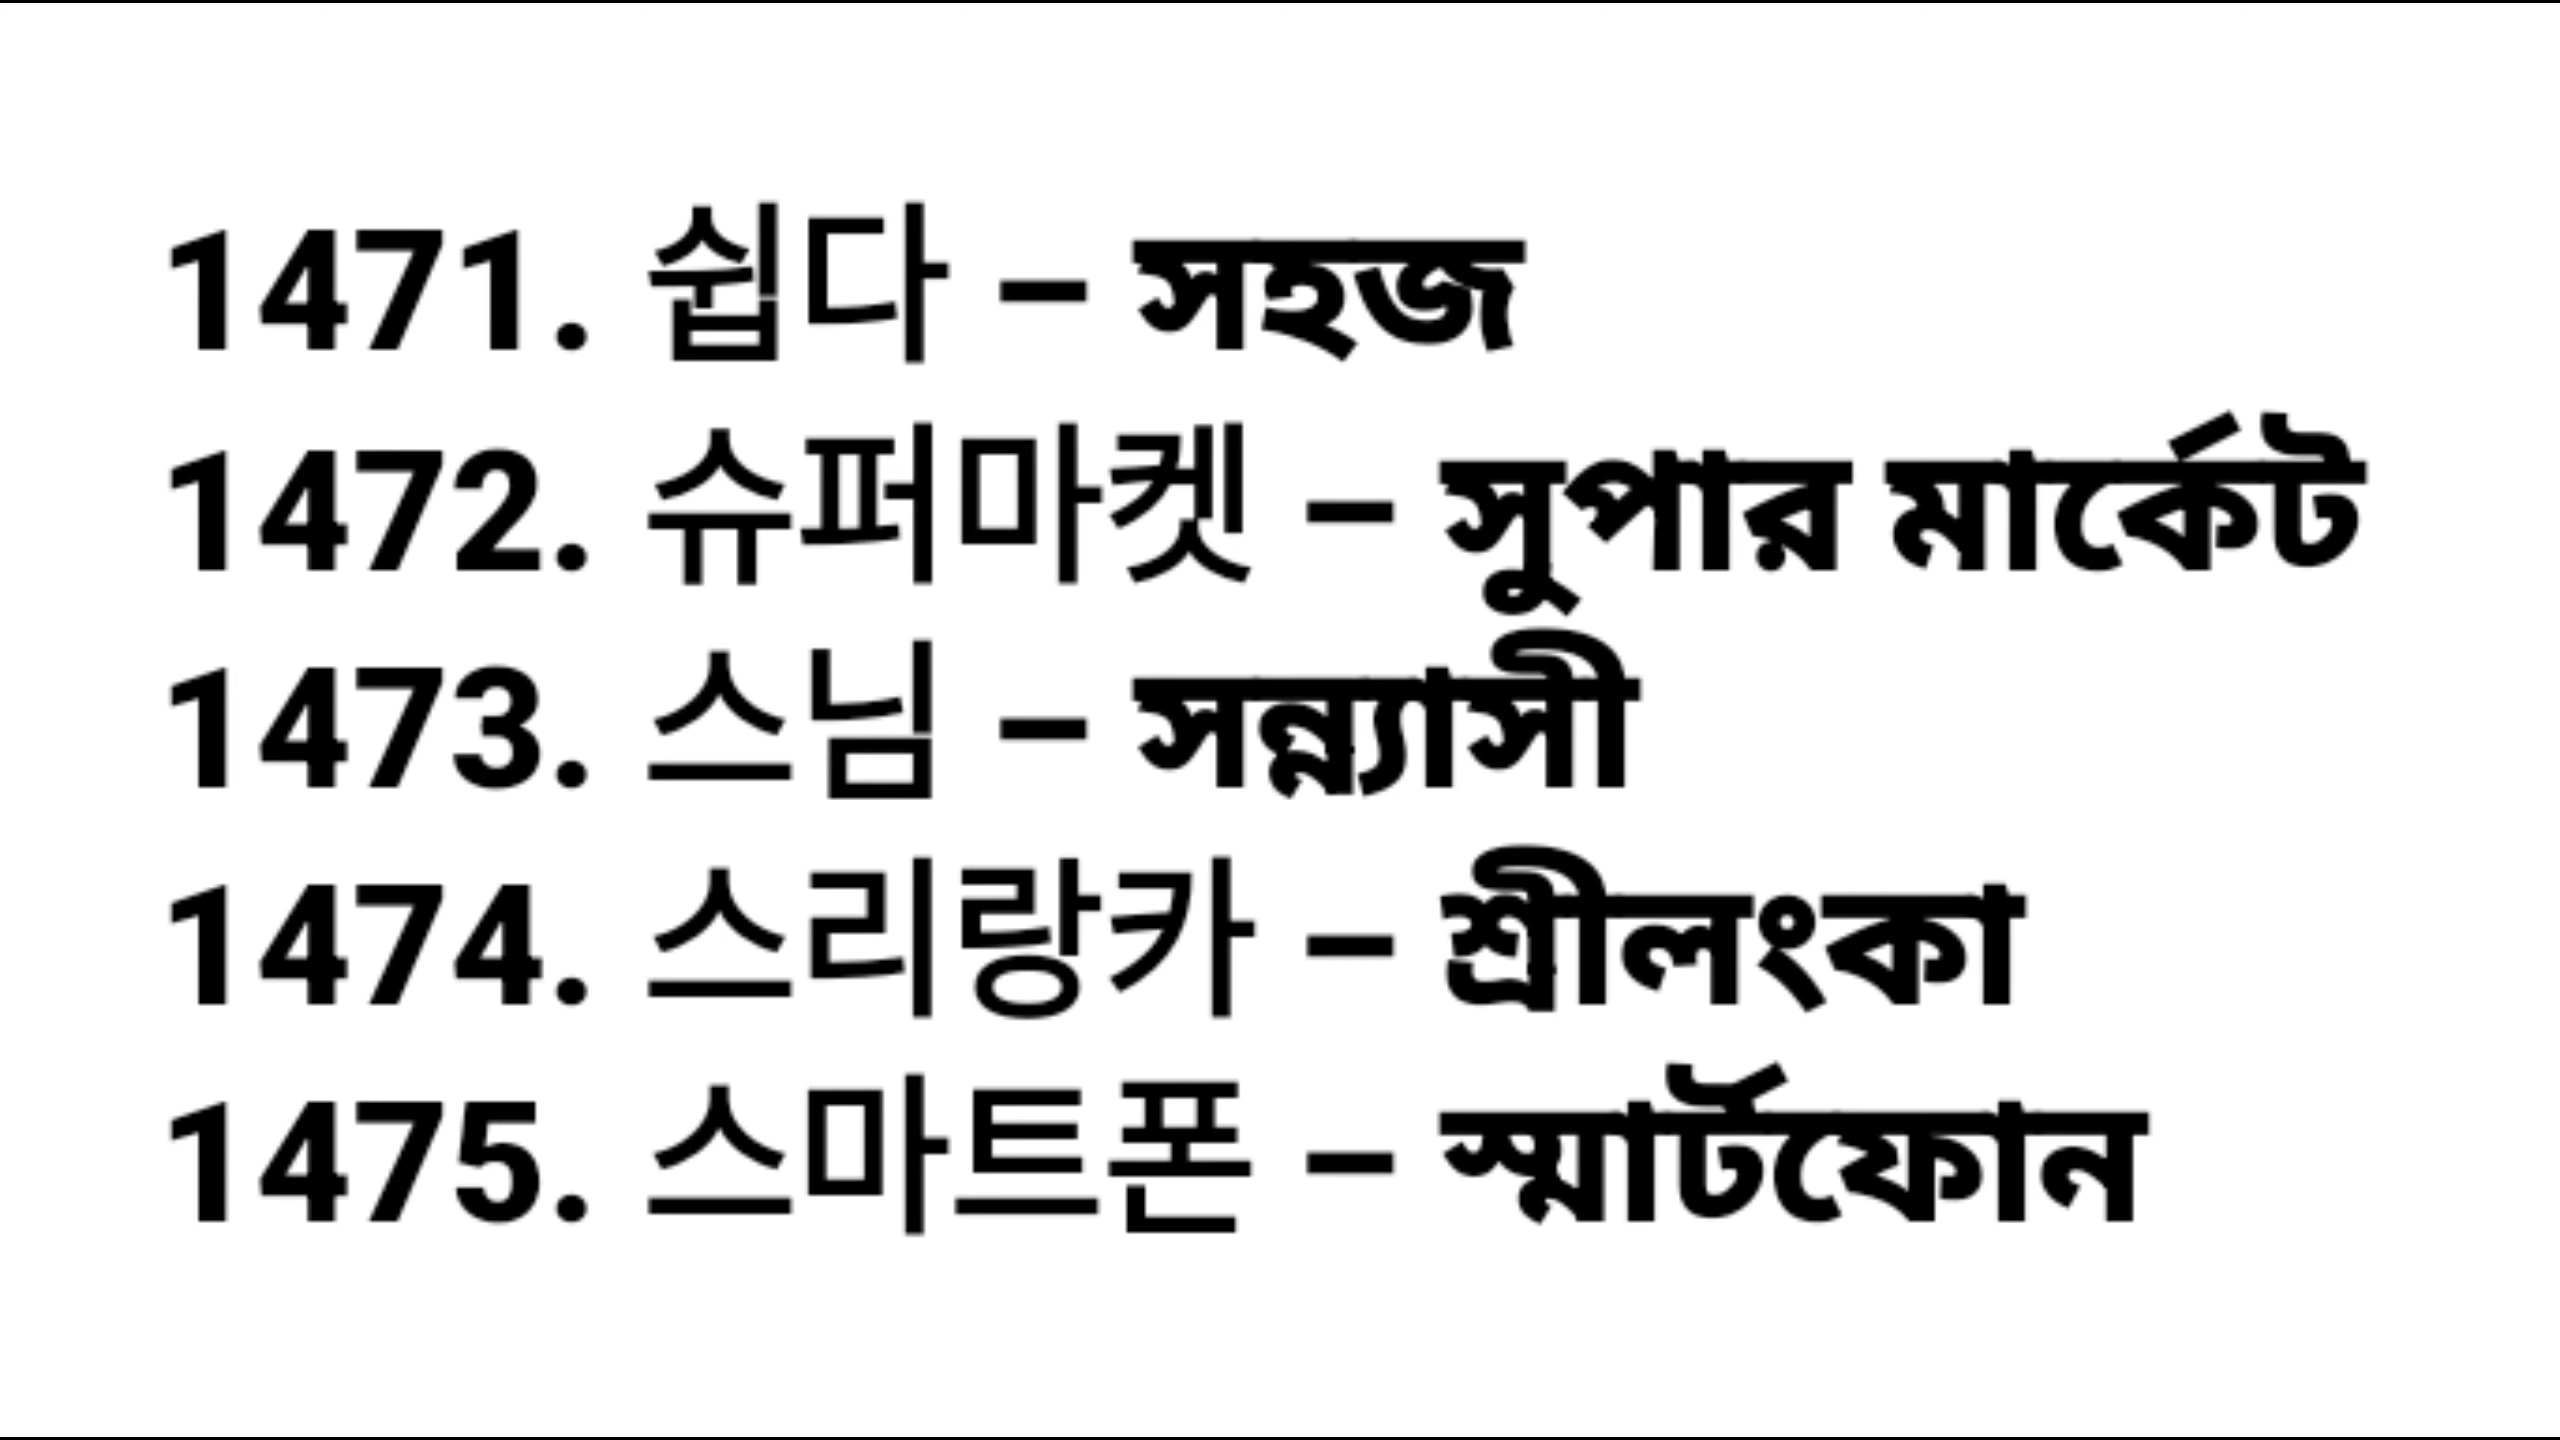 1471. 쉽다 – সহজ
1472. 슈퍼마켓 – সুপার মার্কেট
1473. 스님 – সন্ন্যাসী
1474. 스리랑카 – শ্রীলংকা
1475. 스마트폰 – স্মার্টফোন